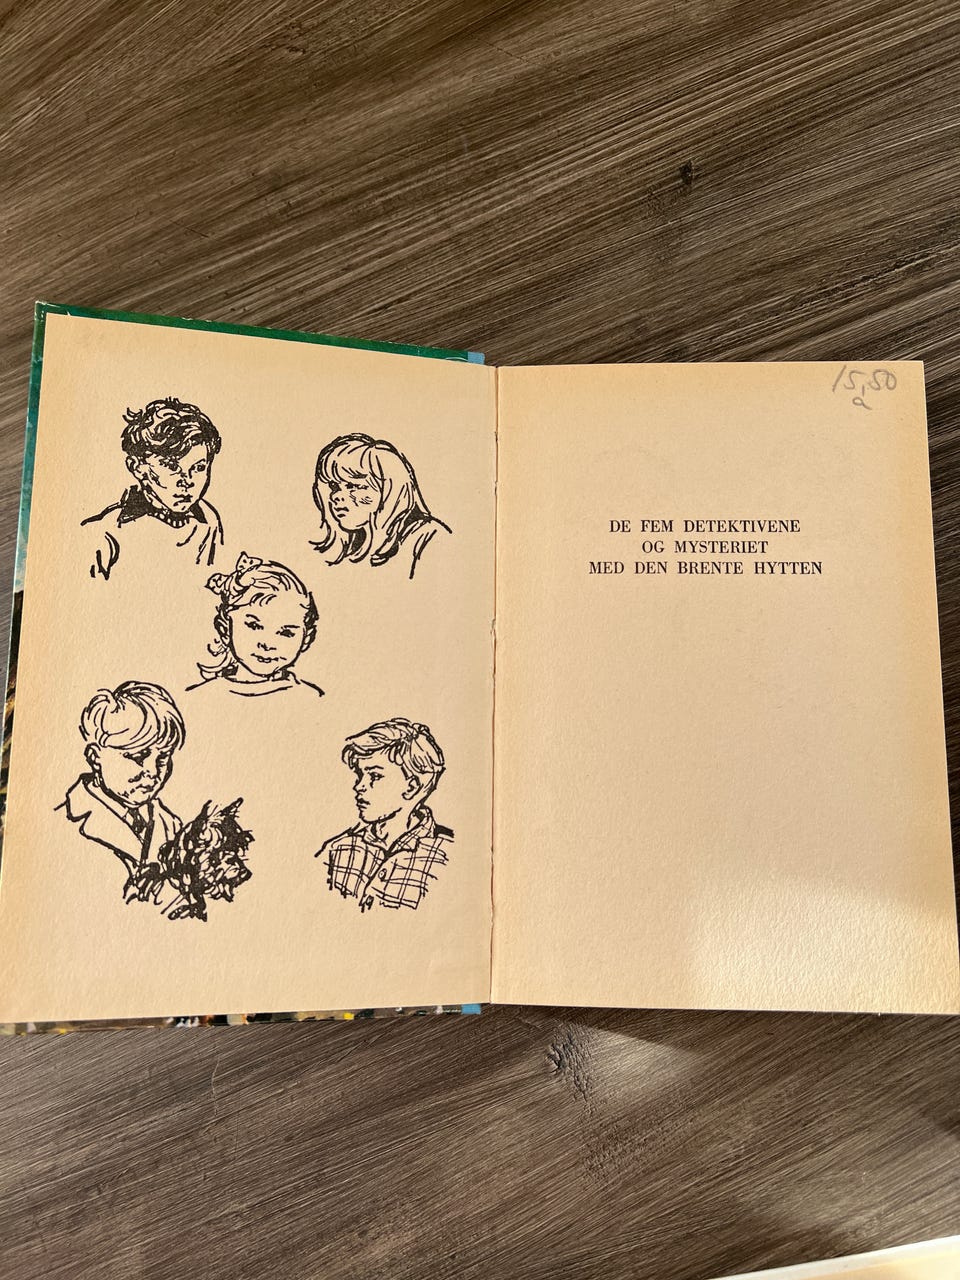 15,50
a
DE FEM DETEKTIVENE
OG MYSTERIET
MED DEN BRENTE HYTTEN